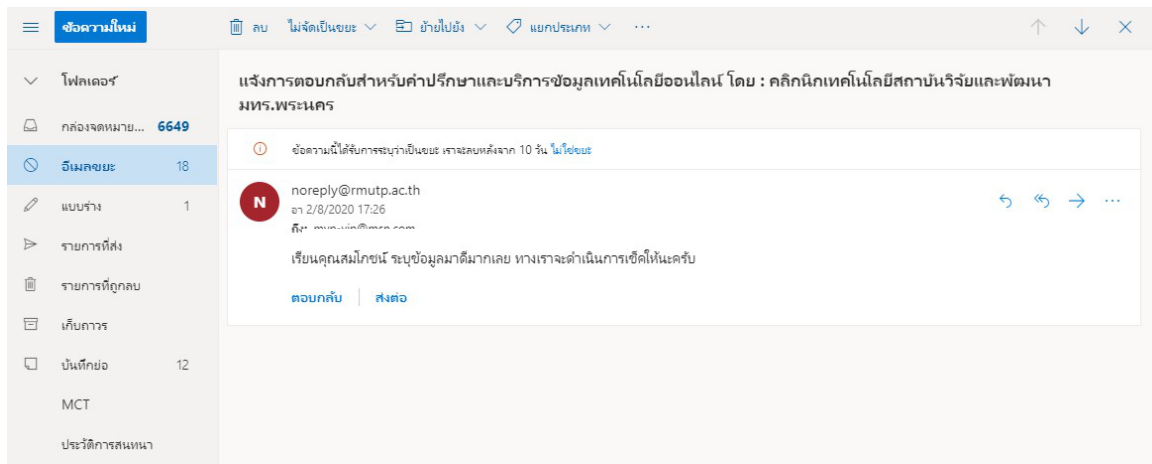 ข้อความใหม่
ลบ ไม่จัดเป็นขยะ ย้ายไปยัง แยกประเภท ...
โฟลเดอร์
กล่องจดหมาย... 6649
อีเมลขยะ 18
แบบร่าง 1
รายการที่ส่ง
รายการที่ถูกลบ
เก็บถาวร
บันทึกย่อ 12
MCT
ประวัติการสนทนา
แจ้งการตอบกลับสำหรับคำปรึกษาและบริการข้อมูลเทคโนโลยีออนไลน์ โดย : คลิกนิกเทคโนโลยีสถาบันวิจัยและพัฒนา
มทร.พระนคร
ข้อความนี้ได้รับการระบุว่าเป็นขยะ เราจะลบหลังจาก 10 วัน ไม่ใช่ขยะ
N
noreply@rmutp.ac.th
อา 2/8/2020 17:26
ถึง:
เรียนคุณสมโภชน์ ระบุข้อมูลมาดีมากเลย ทางเราจะดำเนินการเช็คให้นะครับ
ตอบกลับ ส่งต่อ